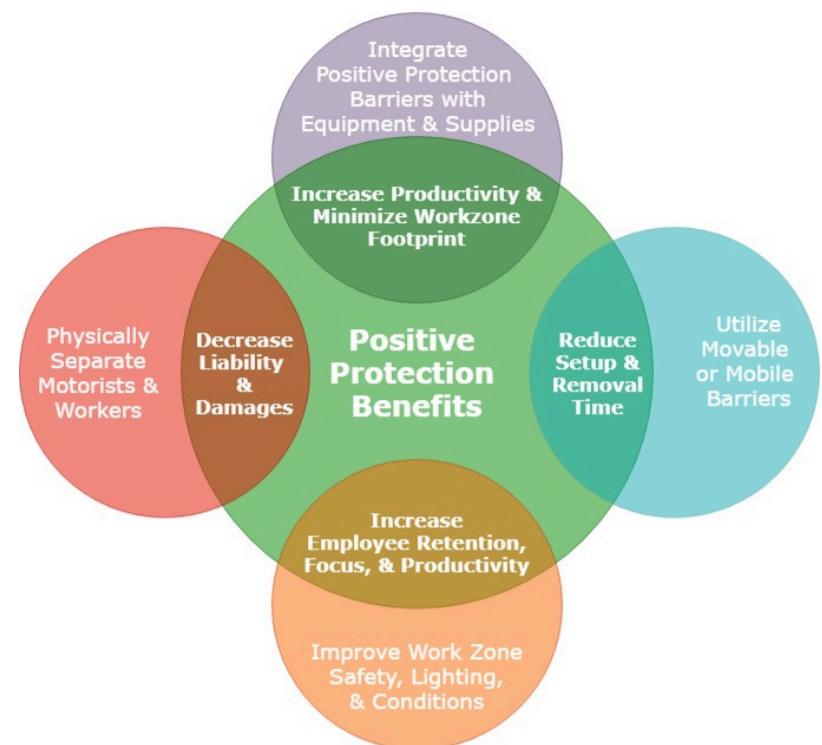 Integrate
Positive Protection
Barriers with
Equipment & Supplies
Increase Productivity &
Minimize Workzone
Footprint
Physically
Separate
Motorists &
Workers
Decrease
Liability
&
Damages
Positive
Protection
Benefits
Reduce
Setup &
Removal
Time
Utilize
Movable
or Mobile
Barriers
Increase
Employee Retention,
Focus, & Productivity
Improve Work Zone
Safety, Lighting,
& Conditions